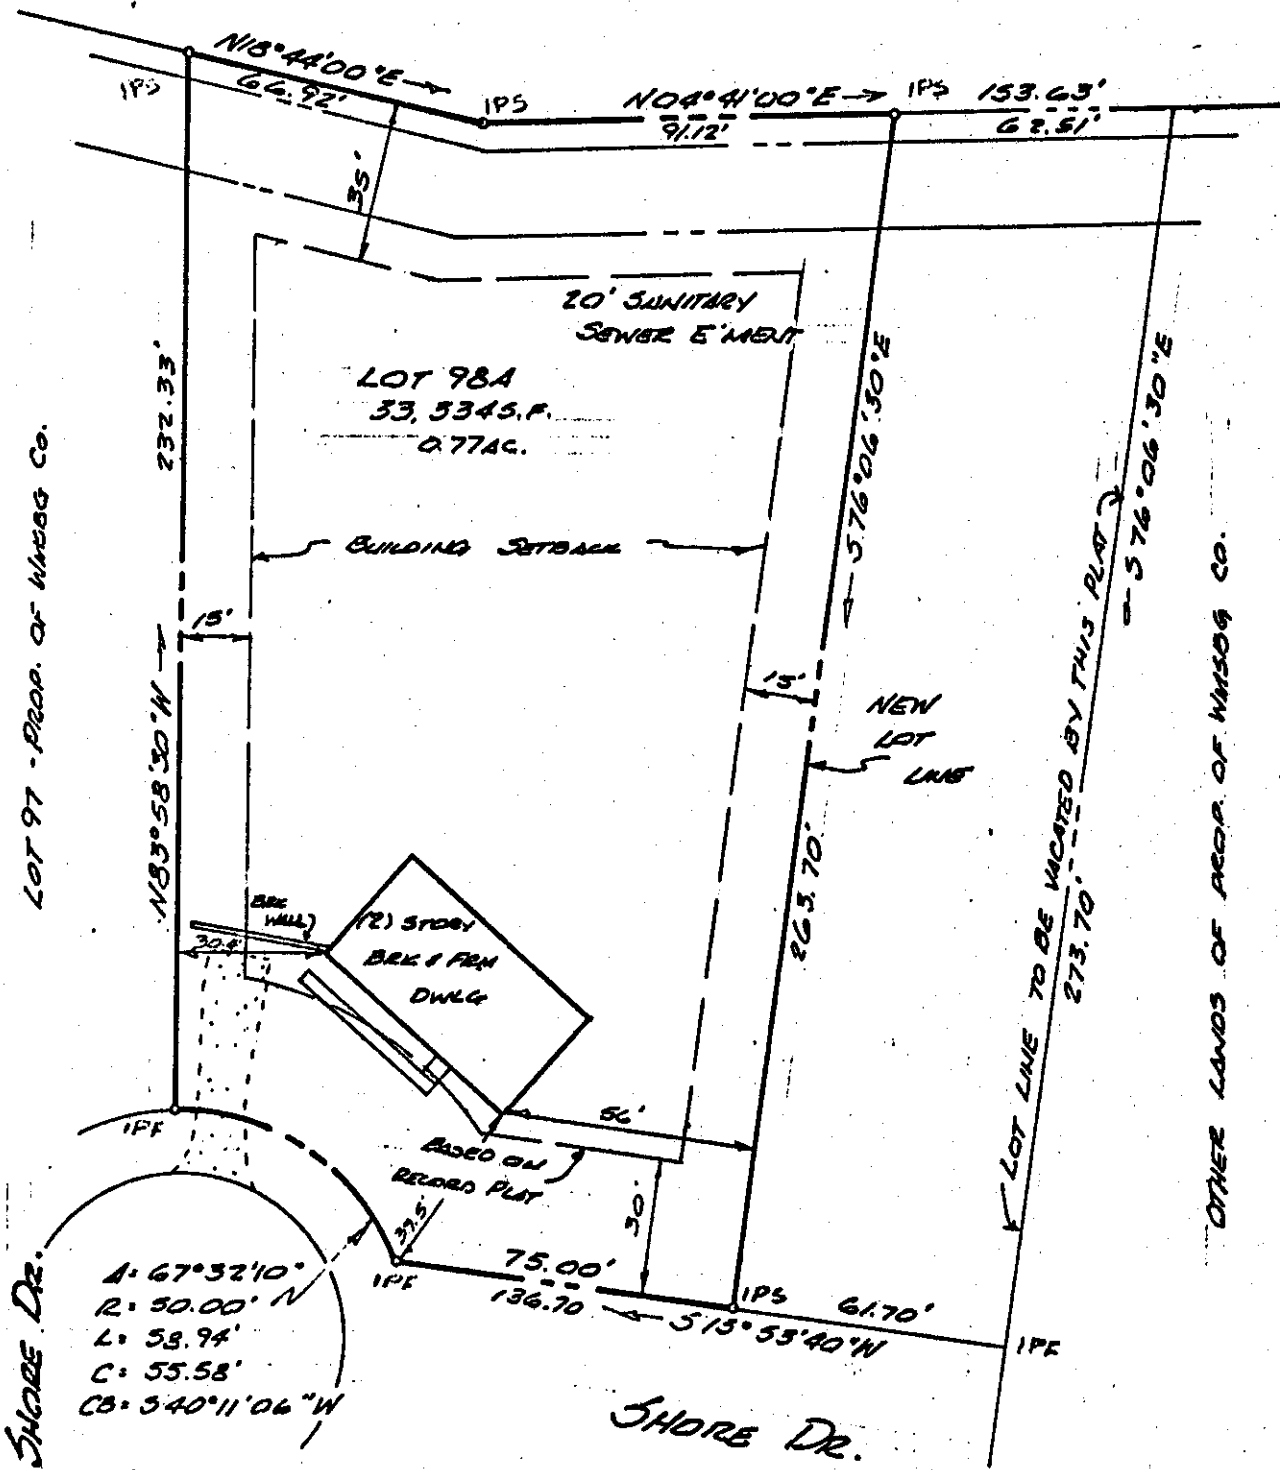 N18°44'00"E
66.92'
IPS
IPS
N04°41'00"E
91.12'
IPS
153.63'
62.51'
35'
20' SANITARY
SEWER E'MENT
LOT 98A
33,334 S.F.
0.77 AC.
232.33'
N83°58'30"W
S76°06'30"E
263.70'
S76°06'30"E
273.70'
LOT LINE TO BE VACATED BY THIS PLAT
OTHER LANDS OF PROP. OF WMSBG CO.
LOT 97 - PROP. OF WMSBG CO.
BUILDING SETBACK
15'
15'
NEW
LOT
LINE
BRK
WALL
30.4'
(2) STORY
BRK & FRM
DWLG
56'
BASED ON
RECORD PLAT
30'
39.5'
IPF
IPF
75.00'
136.70
IPS
61.70'
S15°53'40"W
IPF
Δ= 67°32'10"
R= 50.00'
L= 58.94'
C= 55.58'
CB= S40°11'06"W
SHORE DR.
SHORE DR.